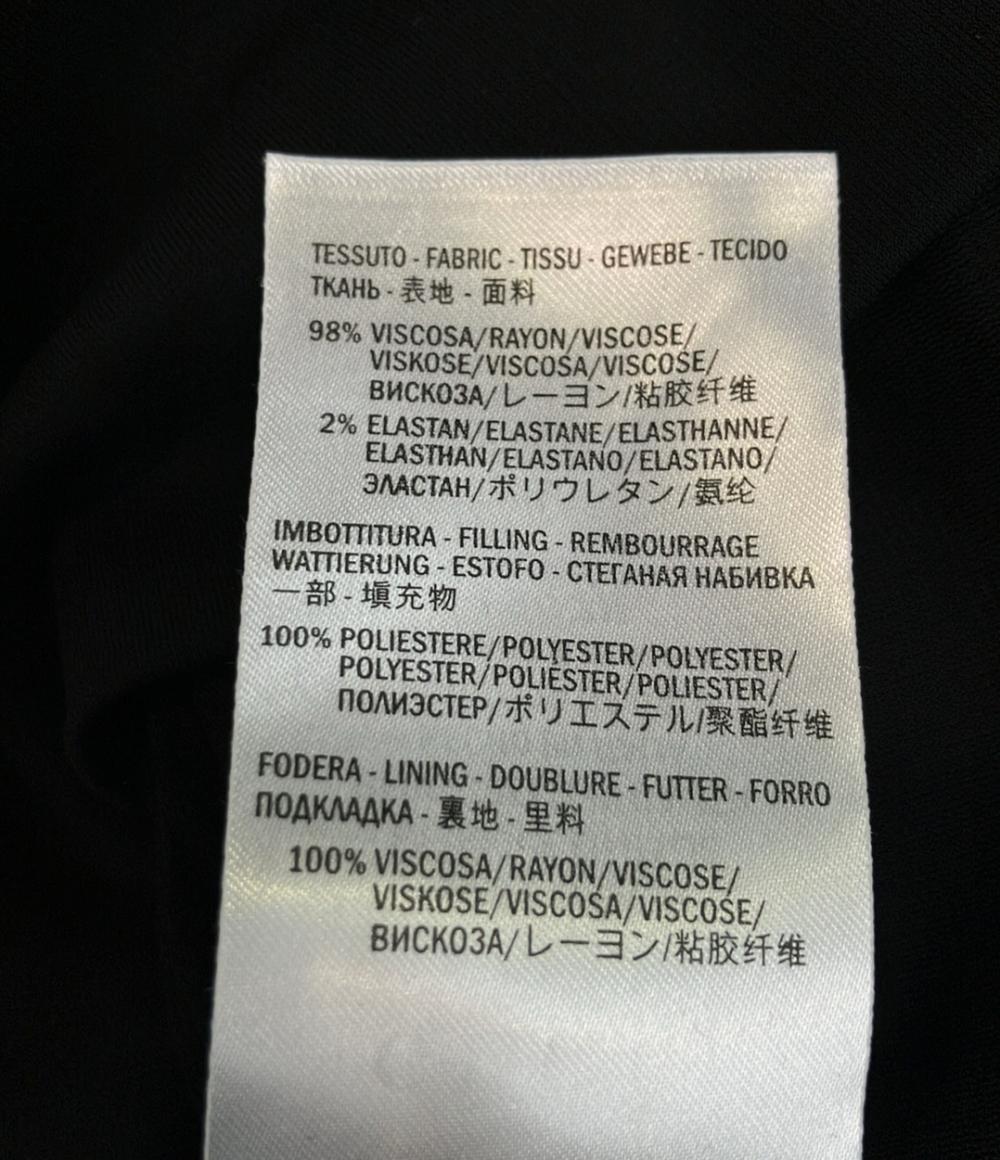 TESSUTO - FABRIC - TISSU - GEWEBE - TECIDO
ТКАНЬ - 表地 - 面料
98% VISCOSA/RAYON/VISCOSE/
VISKOSE/VISCOSA/VISCOSE/
ВИСКОЗА/レーヨン/粘胶纤维
2% ELASTAN/ELASTANE/ELASTHANNE/
ELASTHAN/ELASTANO/ELASTANO/
ЭЛАСТАН/ポリウレタン/氨纶
IMBOTTITURA - FILLING - REMBOURRAGE
WATTIERUNG - ESTOFO - СТЕГАНАЯ НАБИВКА
一部 - 填充物
100% POLIESTERE/POLYESTER/POLYESTER/
POLYESTER/POLIÉSTER/POLIESTER/
ПОЛИЭСТЕР/ポリエステル/聚酯纤维
FODERA - LINING - DOUBLURE - FUTTER - FORRO
ПОДКЛАДКА - 裏地 - 里料
100% VISCOSA/RAYON/VISCOSE/
VISKOSE/VISCOSA/VISCOSE/
ВИСКОЗА/レーヨン/粘胶纤维